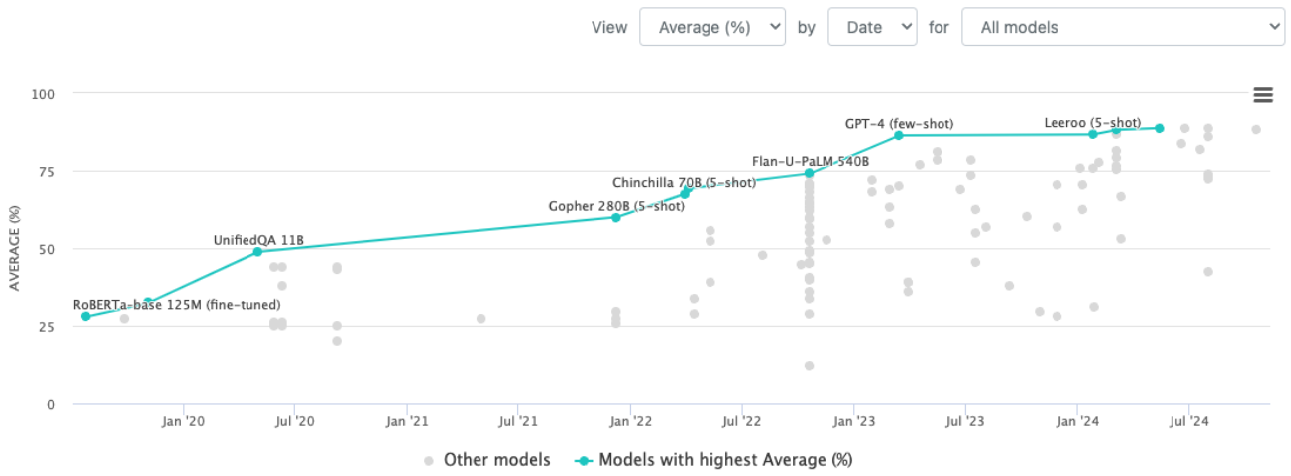 View Average (%) by Date for All models
100
75
50
25
0
AVERAGE (%)
RoBERTa-base 125M (fine-tuned)
UnifiedQA 11B
Gopher 280B (5-shot)
Chinchilla 70B (5-shot)
Flan-U-PaLM 540B
GPT-4 (few-shot)
Leeroo (5-shot)
Jan '20 Jul '20 Jan '21 Jul '21 Jan '22 Jul '22 Jan '23 Jul '23 Jan '24 Jul '24
Other models Models with highest Average (%)